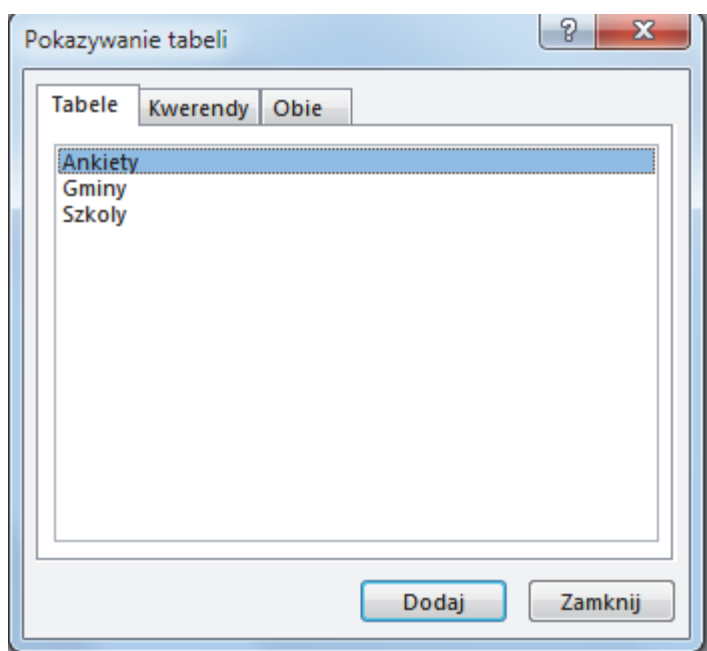 Pokazywanie tabeli
?
Tabele Kwerendy Obie
Ankiety
Gminy
Szkoly
Dodaj Zamknij